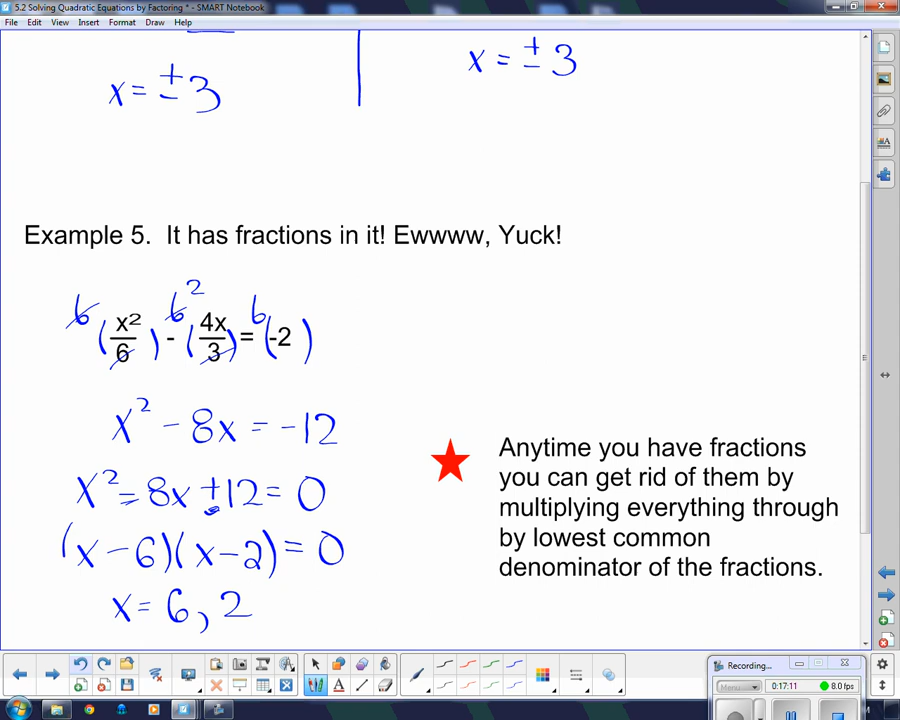 5.2 Solving Quadratic Equations by Factoring * - SMART Notebook
File Edit View Insert Format Draw Help
x = ± 3
x = ± 3
Example 5. It has fractions in it! Ewwww, Yuck!
6 (x²/6) - 6 2 (4x/3) = 6 (-2)
x² - 8x = -12
x² = 8x ± 12 = 0
(x - 6)(x - 2) = 0
x = 6, 2
Anytime you have fractions
you can get rid of them by
multiplying everything through
by lowest common
denominator of the fractions.
Recording...
Menu
0:17:11 8.0 fps